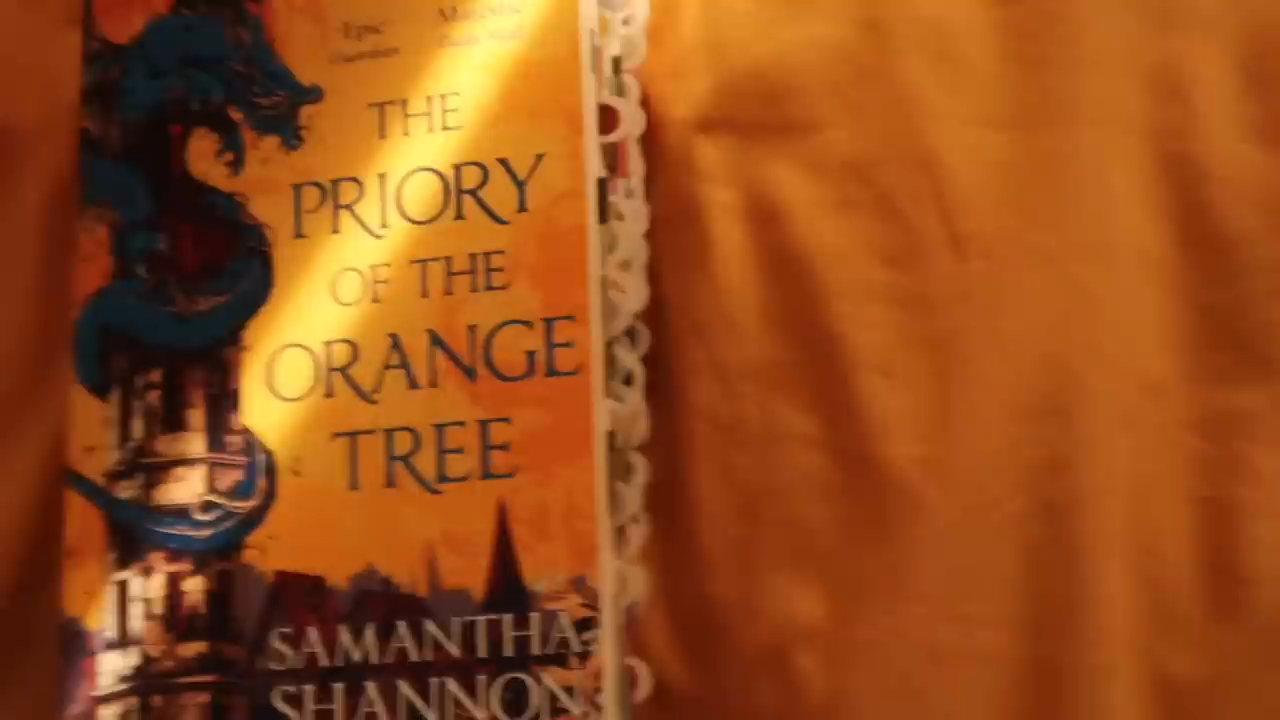 THE
PRIORY
OF THE
ORANGE
TREE
SAMANTHA
SHANNON